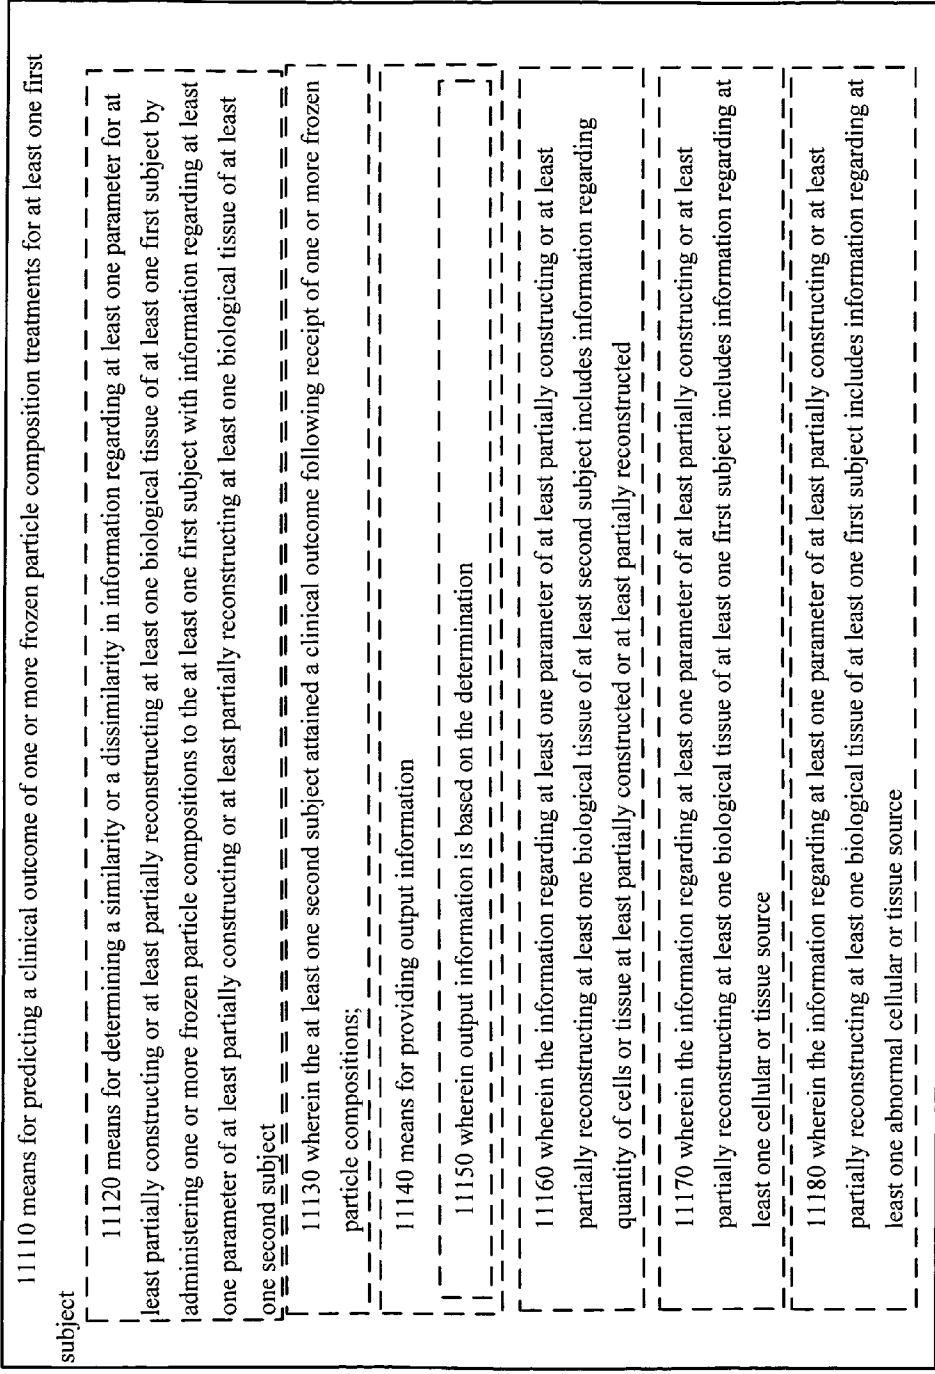 11110 means for predicting a clinical outcome of one or more frozen particle composition treatments for at least one first
subject
11120 means for determining a similarity or a dissimilarity in information regarding at least one parameter for at
least partially constructing or at least partially reconstructing at least one biological tissue of at least one first subject by
administering one or more frozen particle compositions to the at least one first subject with information regarding at least
one parameter of at least partially constructing or at least partially reconstructing at least one biological tissue of at least
one second subject
11130 wherein the at least one second subject attained a clinical outcome following receipt of one or more frozen
particle compositions;
11140 means for providing output information
11150 wherein output information is based on the determination
11160 wherein the information regarding at least one parameter of at least partially constructing or at least
partially reconstructing at least one biological tissue of at least second subject includes information regarding
quantity of cells or tissue at least partially constructed or at least partially reconstructed
11170 wherein the information regarding at least one parameter of at least partially constructing or at least
partially reconstructing at least one biological tissue of at least one first subject includes information regarding at
least one cellular or tissue source
11180 wherein the information regarding at least one parameter of at least partially constructing or at least
partially reconstructing at least one biological tissue of at least one first subject includes information regarding at
least one abnormal cellular or tissue source